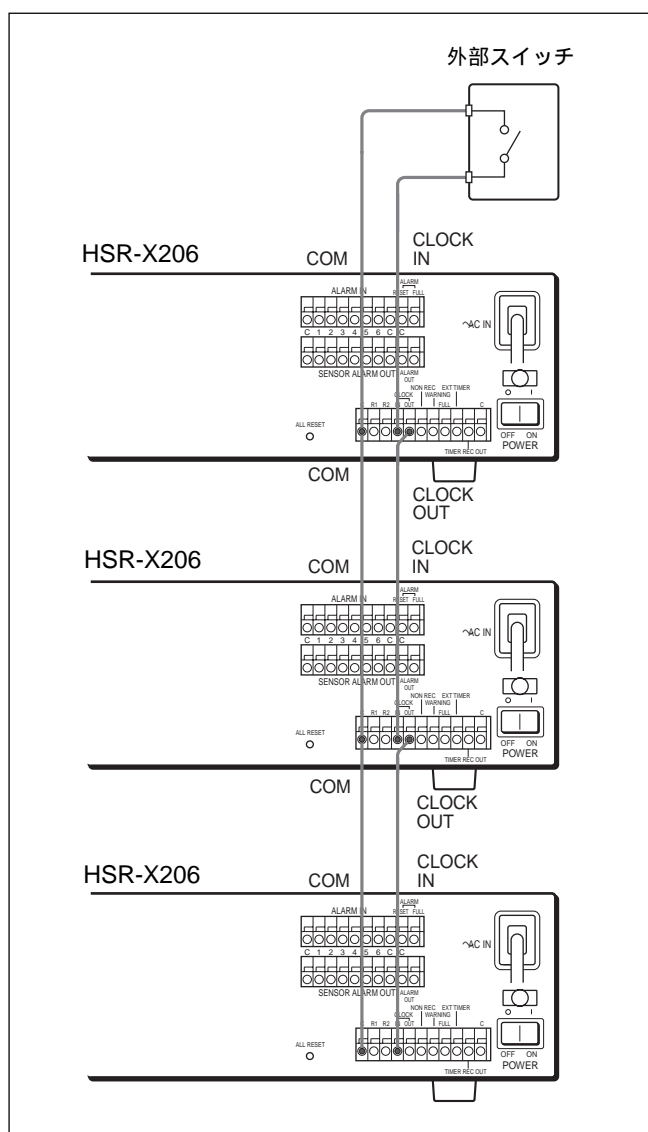 外部スイッチ
HSR-X206
COM
CLOCK
IN
ALARM
ALARM IN
RESET FULL
C 1 2 3 4 5 6 C C
AC IN
SENSOR ALARM OUT
ALARM
OUT
CLOCK
NON REC
EXT TIMER
WARNING
C R1 R2 IN OUT
FULL
C
ALL RESET
OFF ON
POWER
TIMER REC OUT
COM
CLOCK
OUT
HSR-X206
COM
CLOCK
IN
ALARM
ALARM IN
RESET FULL
C 1 2 3 4 5 6 C C
AC IN
SENSOR ALARM OUT
ALARM
OUT
CLOCK
NON REC
EXT TIMER
WARNING
C R1 R2 IN OUT
FULL
C
ALL RESET
OFF ON
POWER
TIMER REC OUT
COM
CLOCK
OUT
HSR-X206
COM
CLOCK
IN
ALARM
ALARM IN
RESET FULL
C 1 2 3 4 5 6 C C
AC IN
SENSOR ALARM OUT
ALARM
OUT
CLOCK
NON REC
EXT TIMER
WARNING
C R1 R2 IN OUT
FULL
C
ALL RESET
OFF ON
POWER
TIMER REC OUT